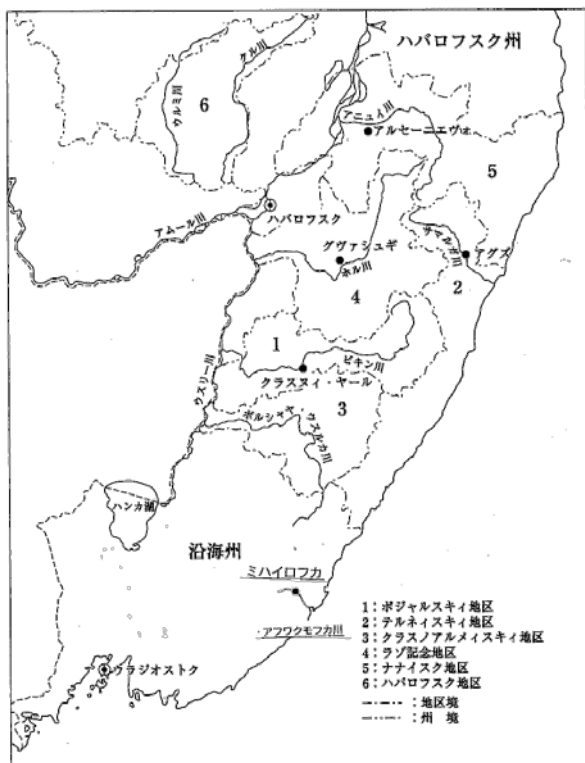 ハバロフスク州
クル川
6
ウルミ川
アニュイ川
アルセーニエヴォ
5
ハバロフスク
アムール川
サマルガ川
アグズ
グヴァシュギ
ホル川
2
4
1
ビキン川
クラスヌィ・ヤール
ウスリー川
3
ボルシャヤ・ウスルカ川
ハンカ湖
沿海州
ミハイロフカ
アフワクモフカ川
ウラジオストク
1：ポジャルスキィ地区
2：テルネィスキィ地区
3：クラスノアルメィスキィ地区
4：ラゾ記念地区
5：ナナイスク地区
6：ハバロフスク地区
：地区境
：州 境